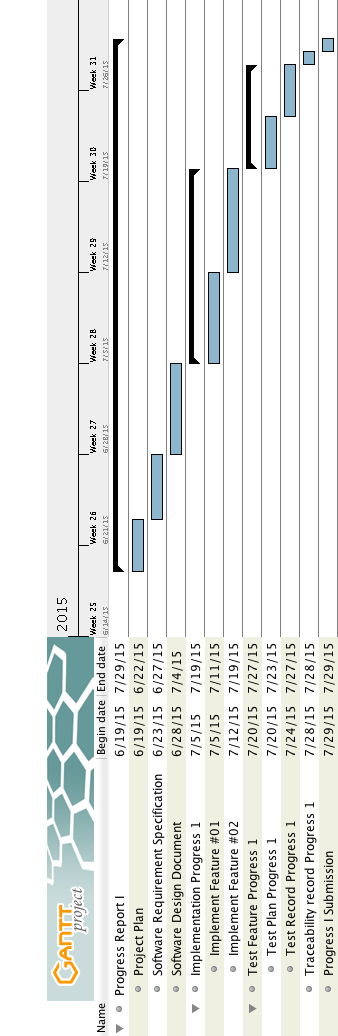 GANTT
project
2015
Week 25 Week 26 Week 27 Week 28 Week 29 Week 30 Week 31
6/14/15 6/21/15 6/28/15 7/5/15 7/12/15 7/19/15 7/26/15
Name Begin date End date
Progress Report I 6/19/15 7/29/15
Project Plan 6/19/15 6/22/15
Software Requirement Specification 6/23/15 6/27/15
Software Design Document 6/28/15 7/4/15
Implementation Progress 1 7/5/15 7/19/15
Implement Feature #01 7/5/15 7/11/15
Implement Feature #02 7/12/15 7/19/15
Test Feature Progress 1 7/20/15 7/27/15
Test Plan Progress 1 7/20/15 7/23/15
Test Record Progress 1 7/24/15 7/27/15
Traceability record Progress 1 7/28/15 7/28/15
Progress I Submission 7/29/15 7/29/15